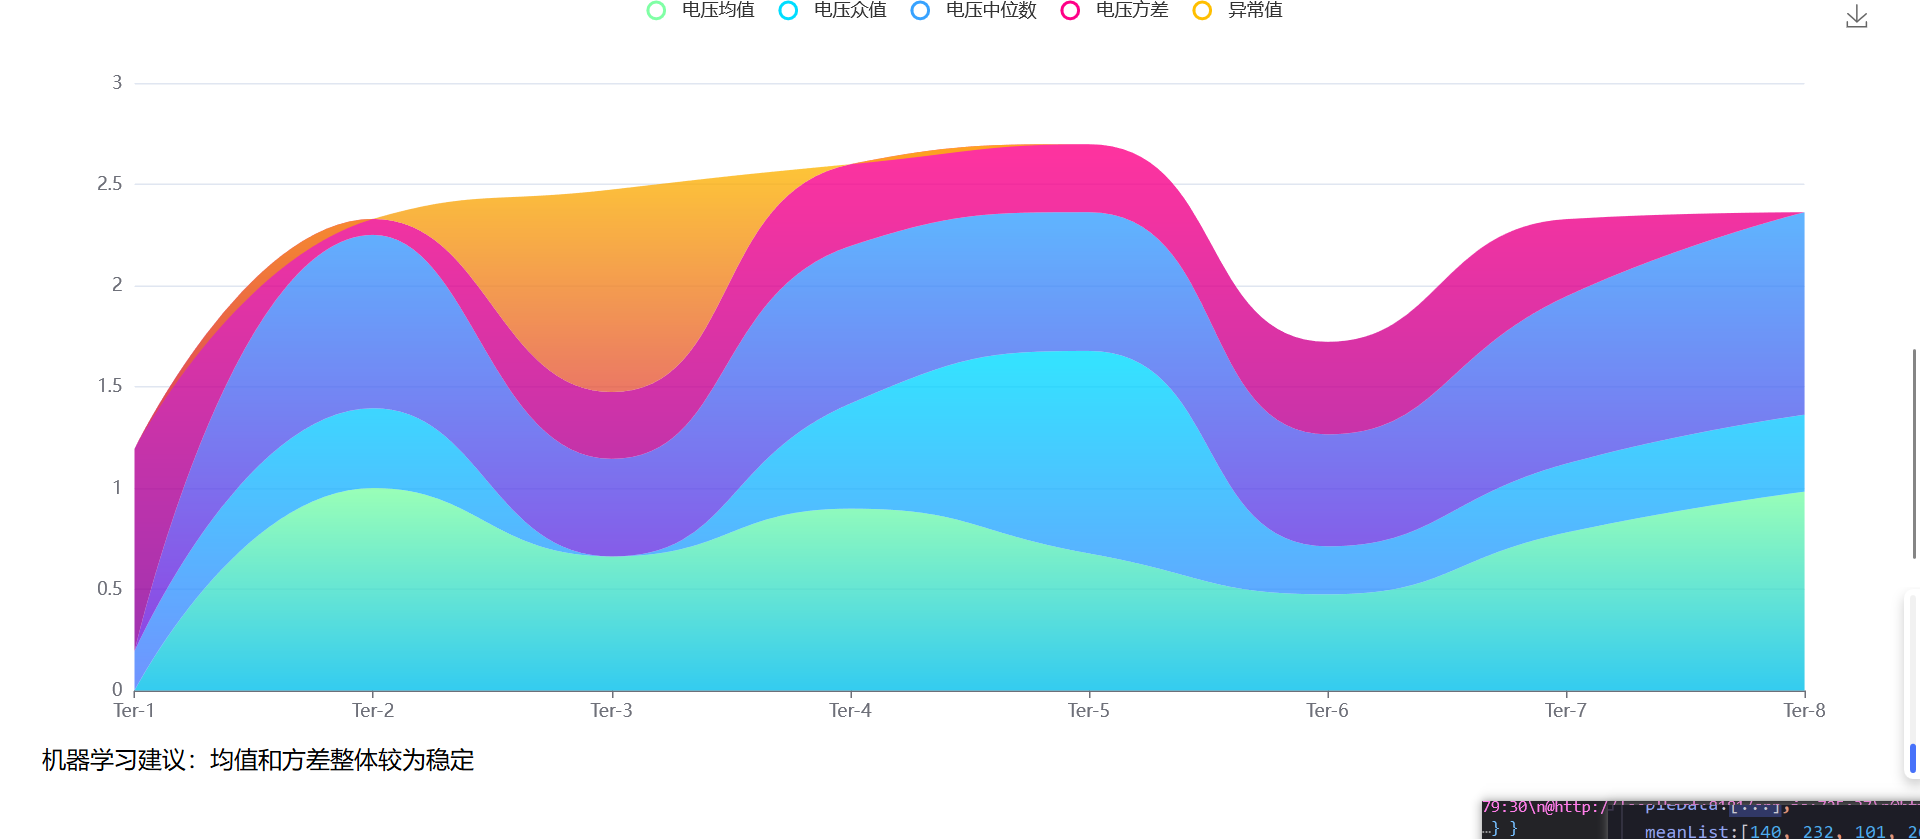 电压均值 电压众值 电压中位数 电压方差 异常值
3
2.5
2
1.5
1
0.5
0
Ter-1 Ter-2 Ter-3 Ter-4 Ter-5 Ter-6 Ter-7 Ter-8
机器学习建议：均值和方差整体较为稳定
79:30\n@http:/
…} }
meanList:[140, 232, 101,